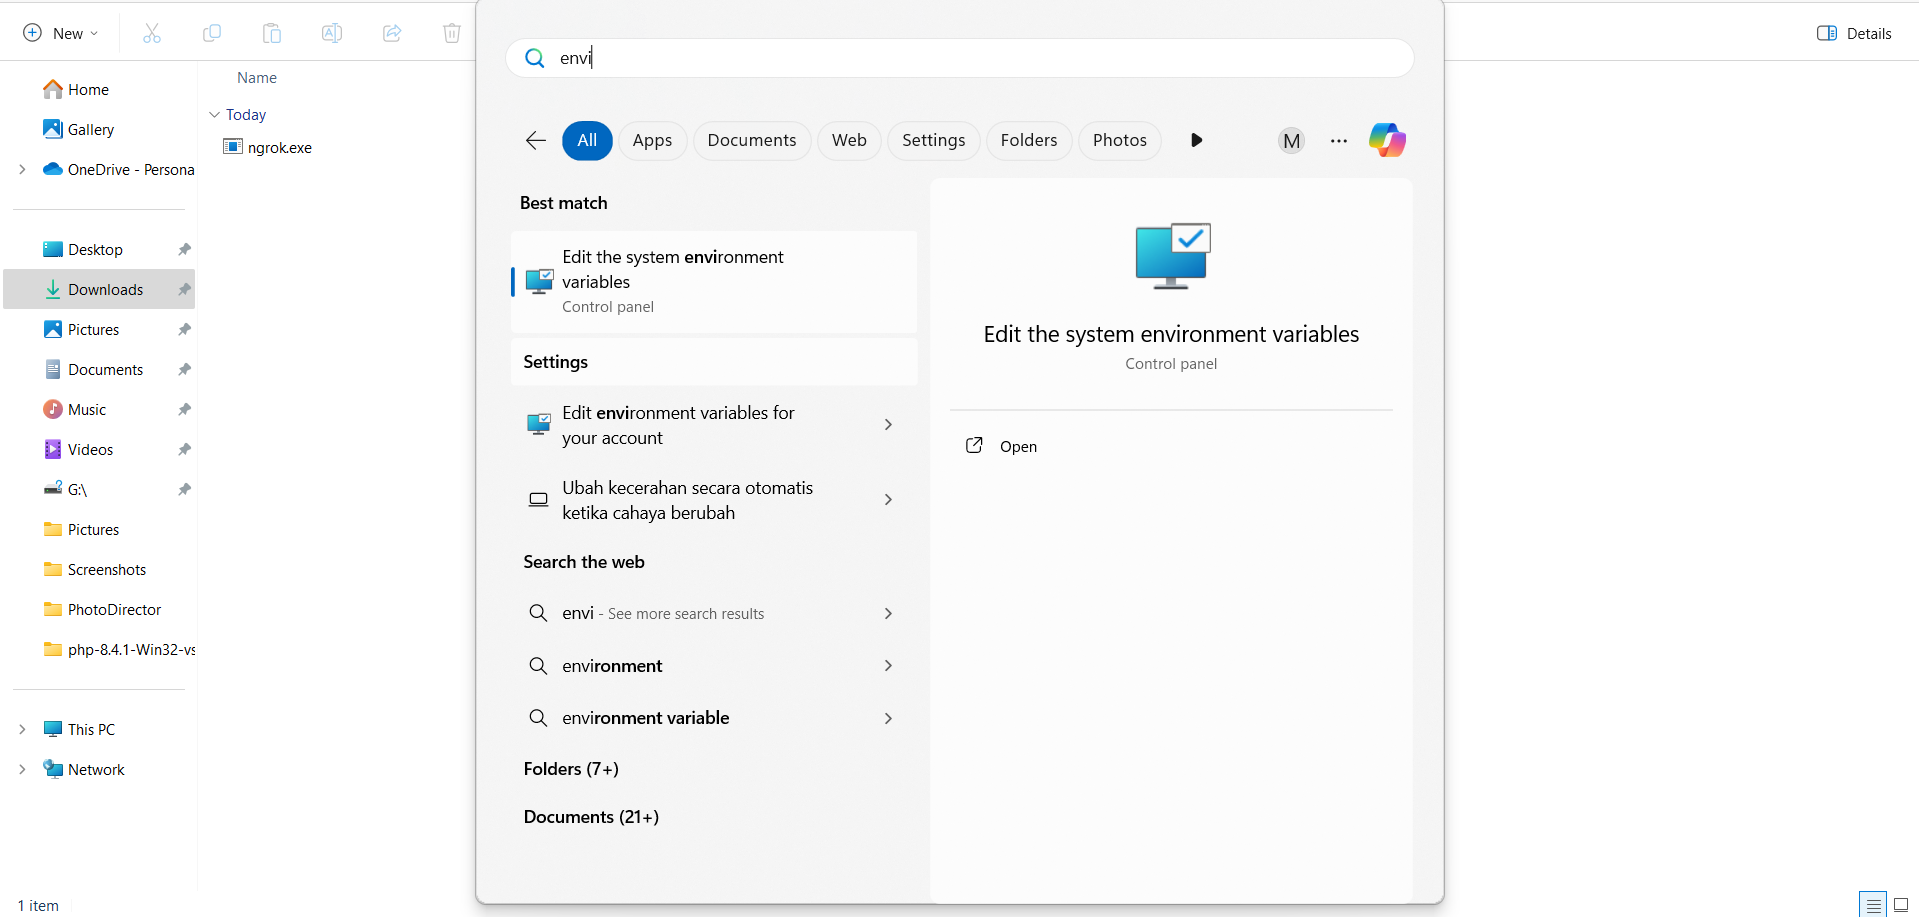 New
Details
Home
Gallery
OneDrive - Persona
Desktop
Downloads
Pictures
Documents
Music
Videos
G:\
Pictures
Screenshots
PhotoDirector
php-8.4.1-Win32-vs
This PC
Network
1 item
Name
Today
ngrok.exe
envi
All
Apps
Documents
Web
Settings
Folders
Photos
M
Best match
Edit the system environment
variables
Control panel
Settings
Edit environment variables for
your account
Ubah kecerahan secara otomatis
ketika cahaya berubah
Search the web
envi - See more search results
environment
environment variable
Folders (7+)
Documents (21+)
Edit the system environment variables
Control panel
Open